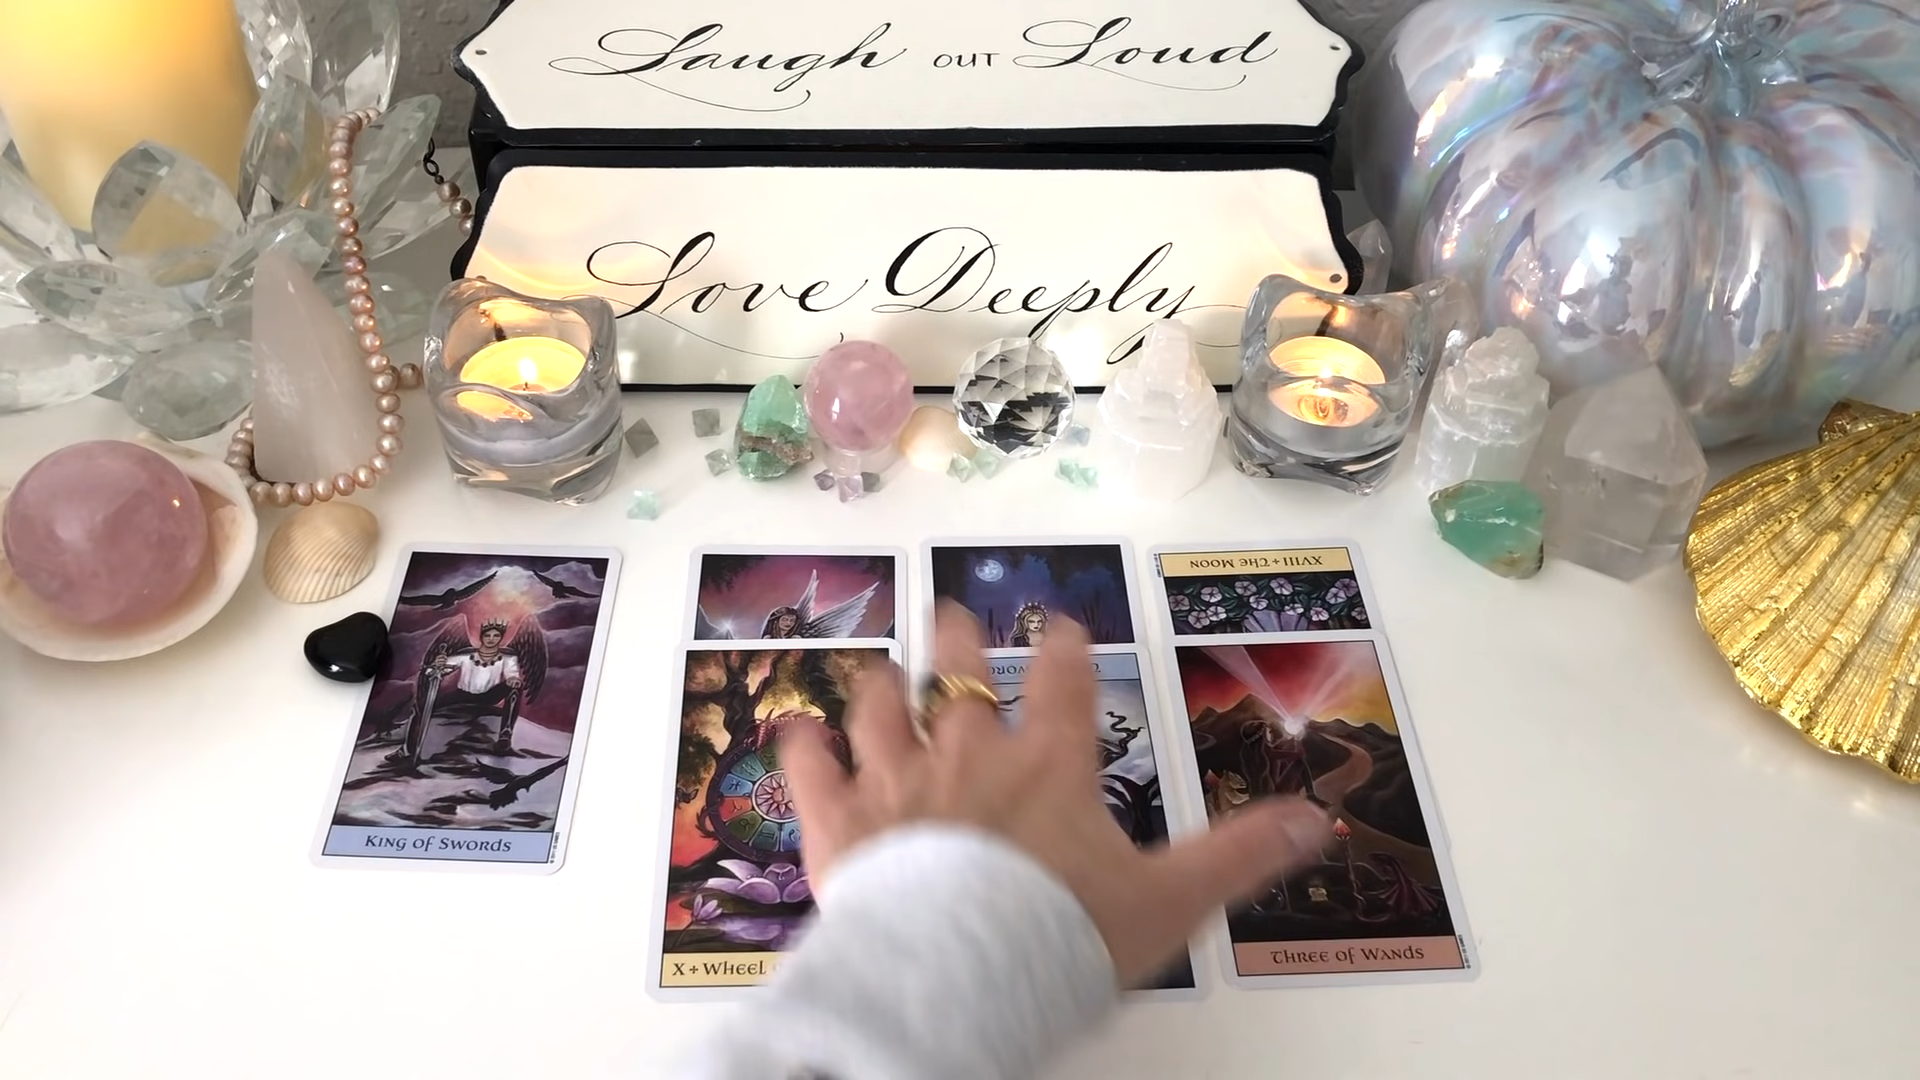 Laugh OUT Loud
Love Deeply
XVIII + The Moon
King of Swords
X + Wheel
Three of Wands